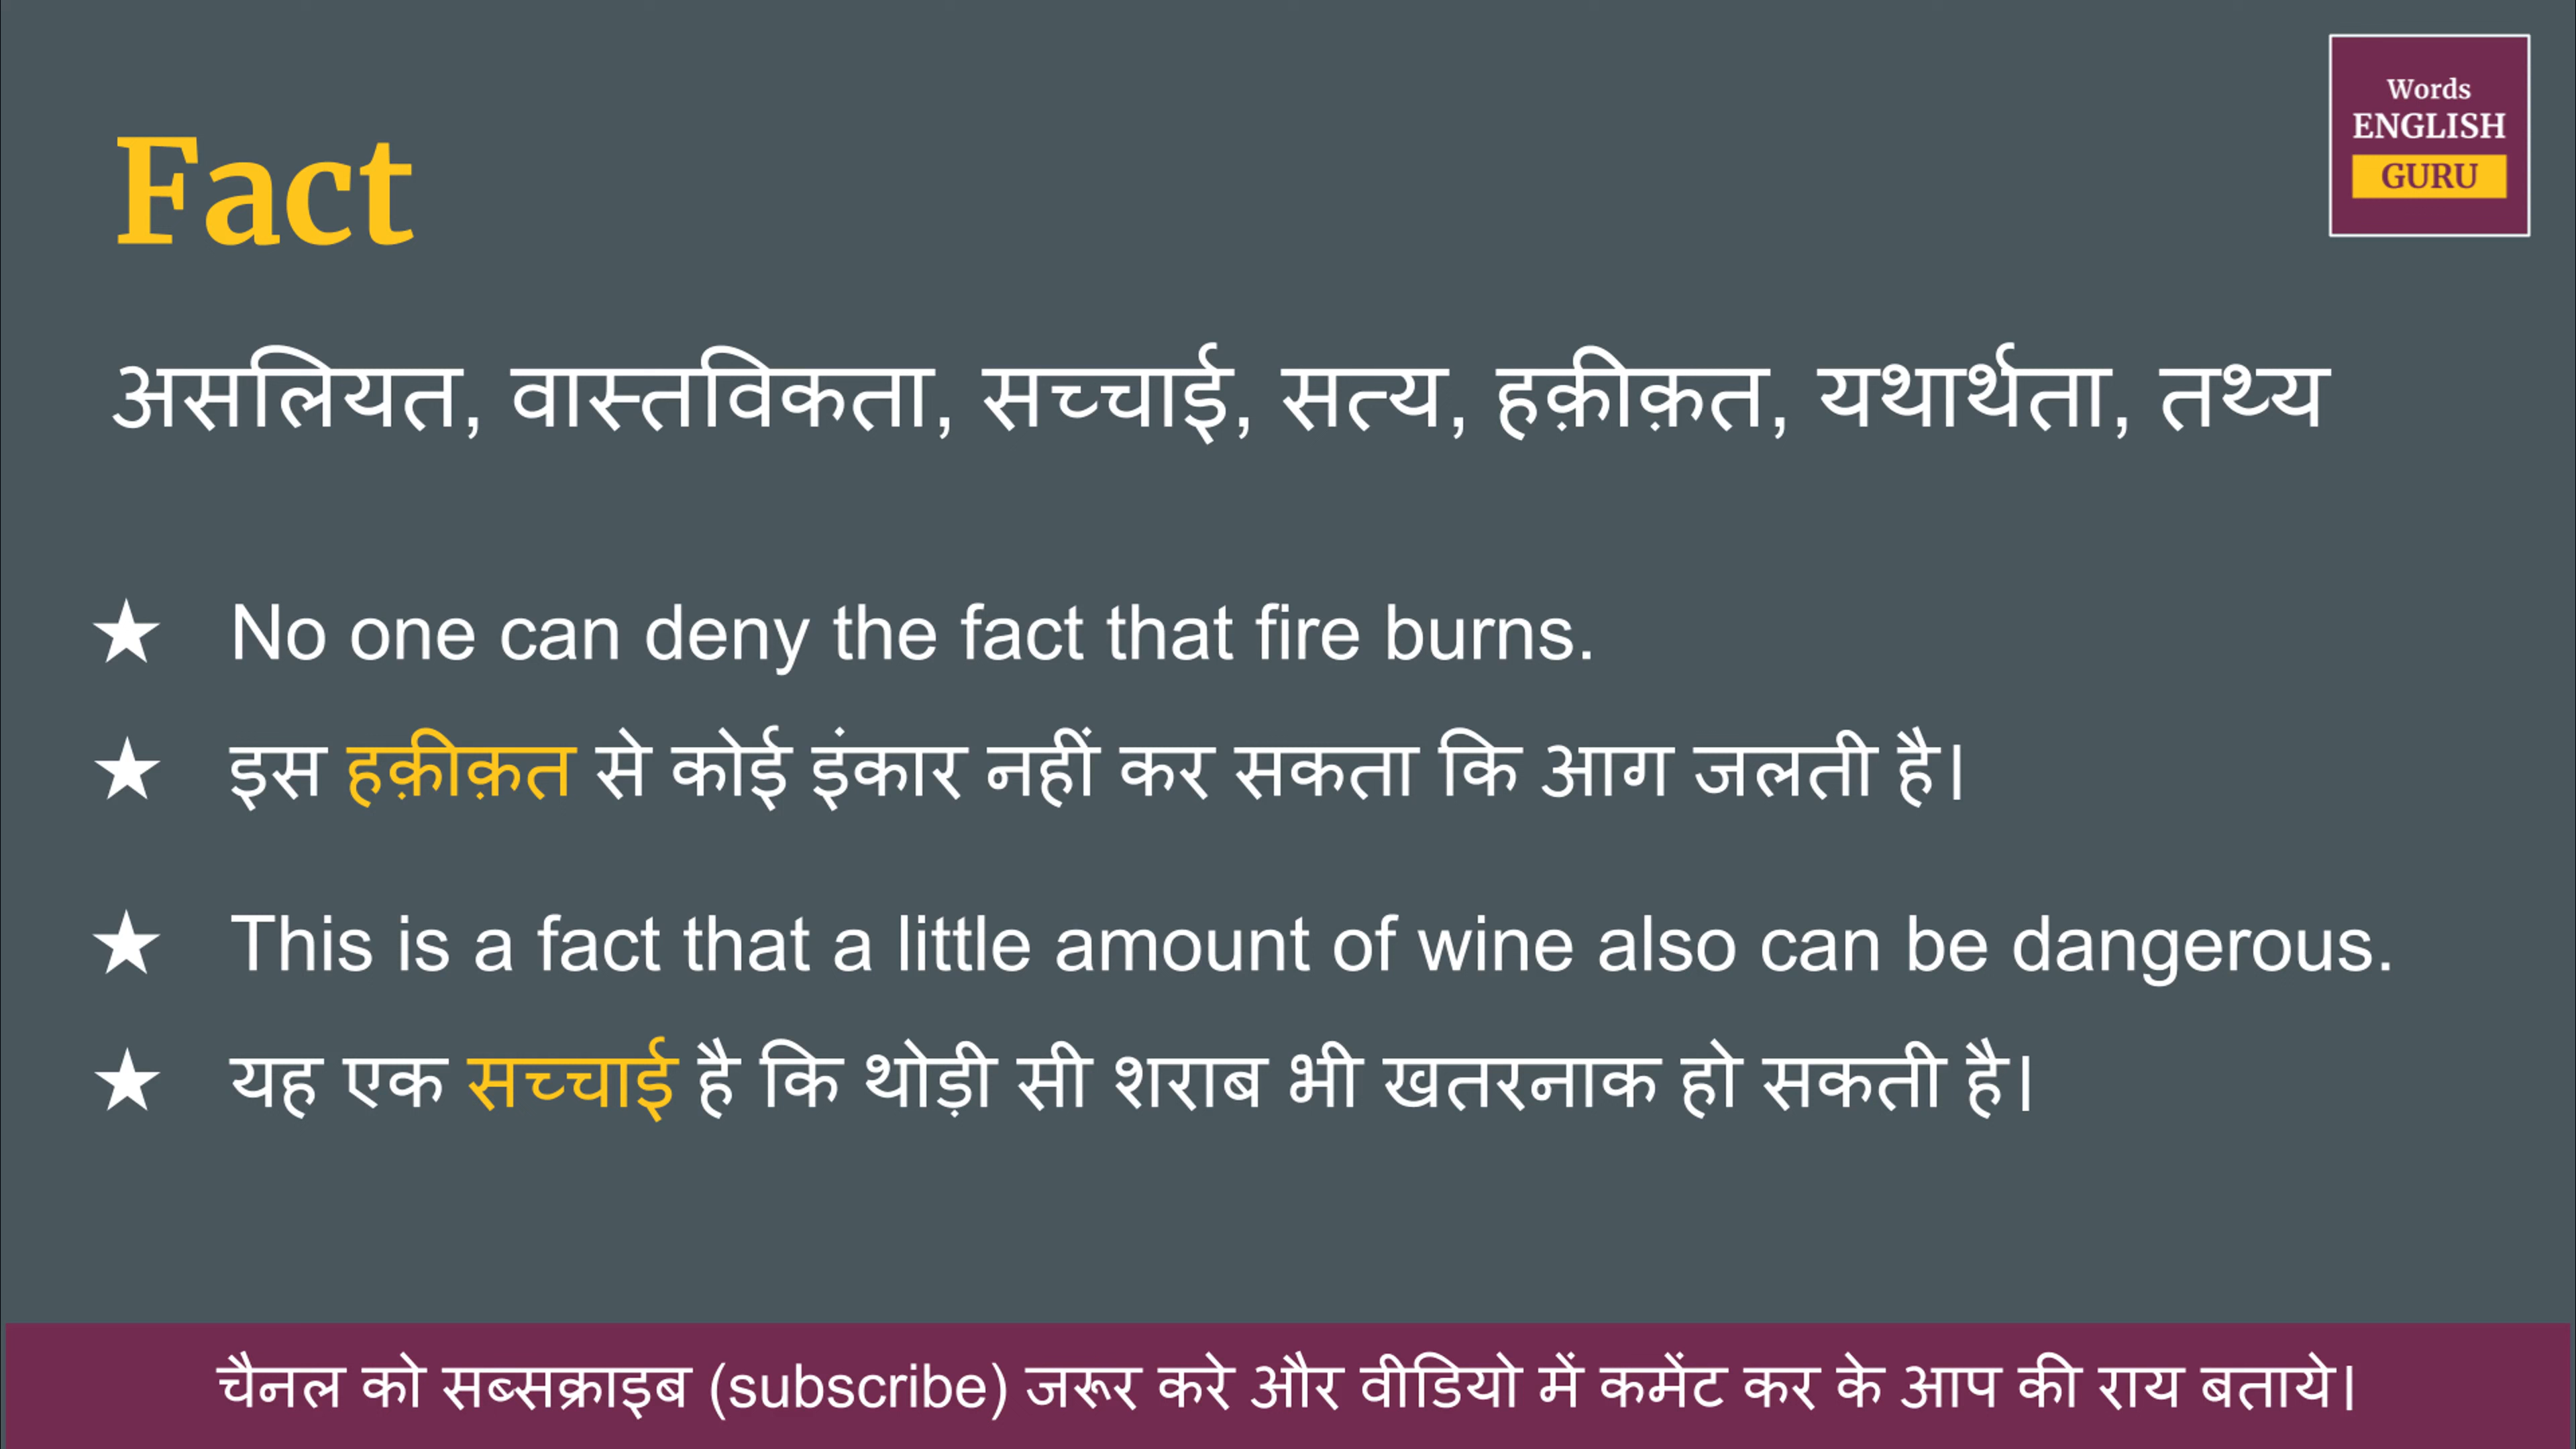 Words
ENGLISH
GURU
Fact
असलियत, वास्तविकता, सच्चाई, सत्य, हक़ीक़त, यथार्थता, तथ्य
★ No one can deny the fact that fire burns.
★ इस हक़ीक़त से कोई इंकार नहीं कर सकता कि आग जलती है।
★ This is a fact that a little amount of wine also can be dangerous.
★ यह एक सच्चाई है कि थोड़ी सी शराब भी खतरनाक हो सकती है।
चैनल को सब्सक्राइब (subscribe) जरूर करे और वीडियो में कमेंट कर के आप की राय बताये।